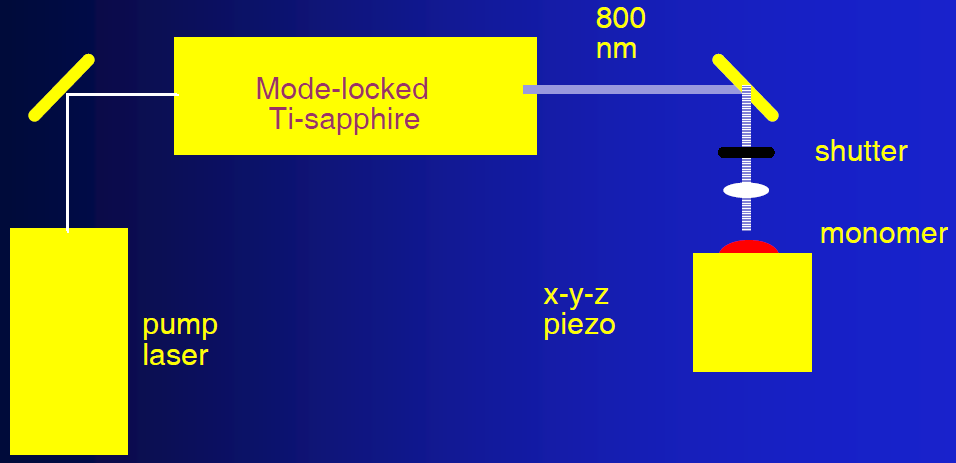 800
nm
Mode-locked
Ti-sapphire
shutter
monomer
x-y-z
piezo
pump
laser